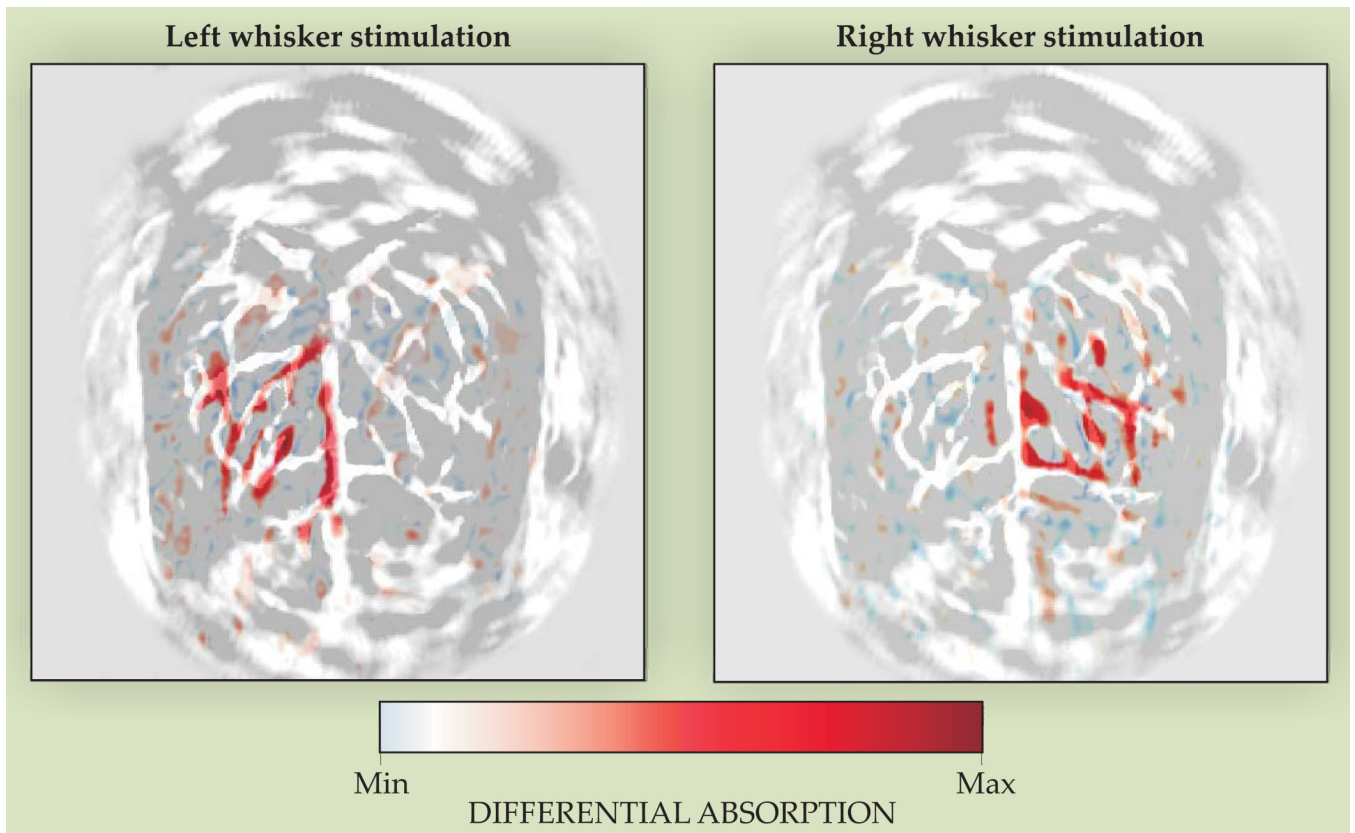 Left whisker stimulation
Right whisker stimulation
Min
Max
DIFFERENTIAL ABSORPTION